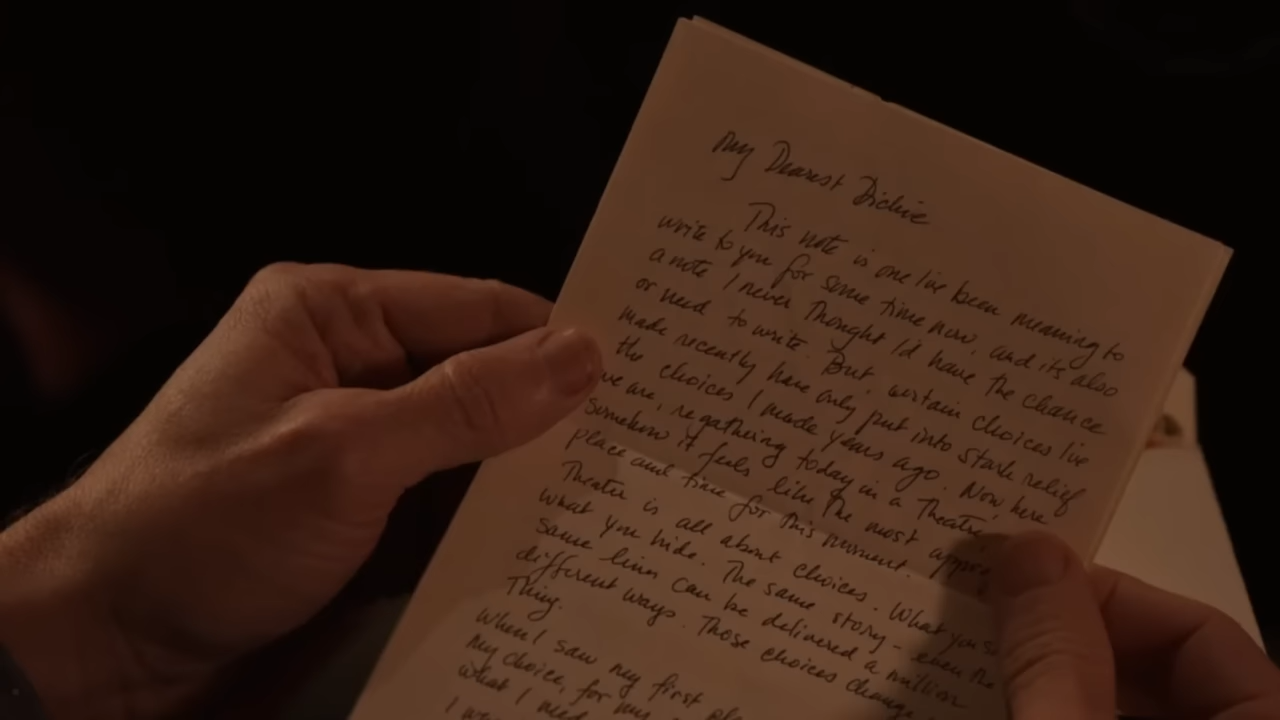 My Dearest Dickie
This note is one I've been meaning to
write to you for some time now, and it's also
a note I never thought I'd have the chance
or need to write. But, certain choices I've
made recently have only put into stark relief
the choices I made years ago. Now here
we are, regathering today in a theatre,
somehow it feels like the most appro
place and time for this moment.
Theater is all about choices. What you s
what you hide. The same story - even the
same lines can be delivered a million
different ways. Those choices change
Thing.
When I saw my first
My choice, for
what I need
I